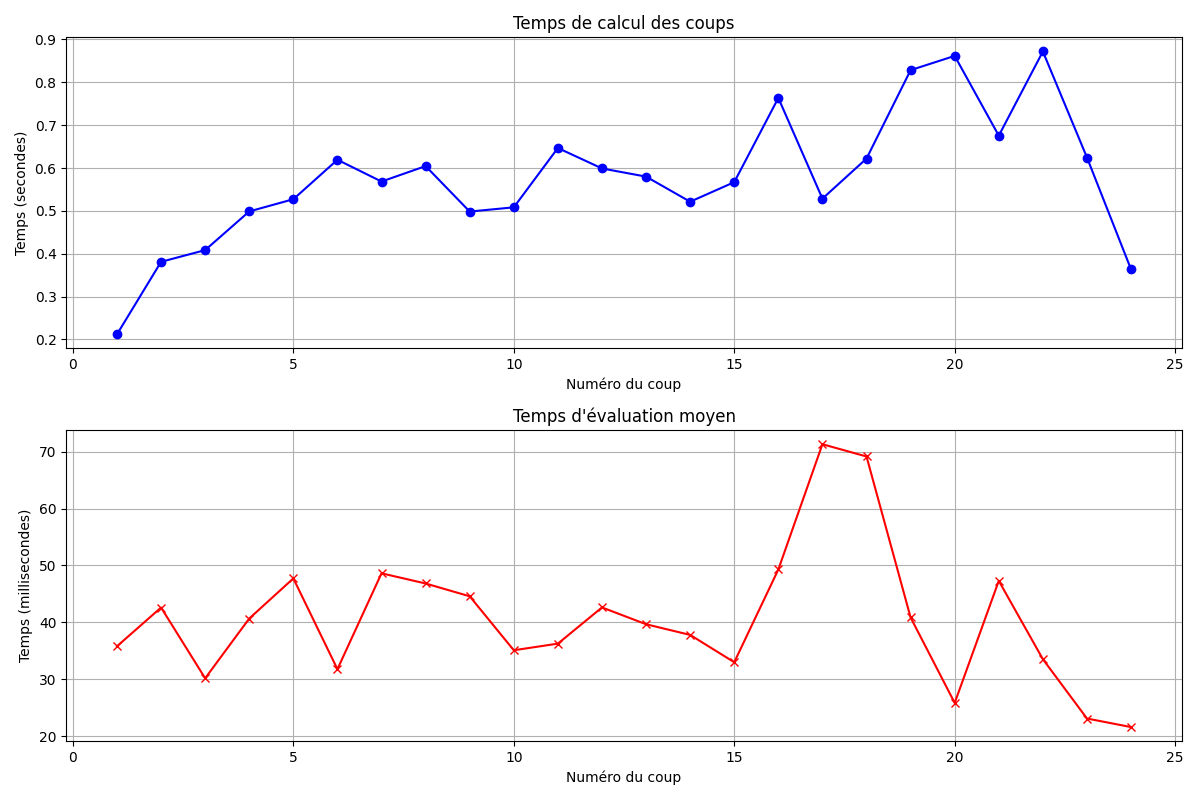 Temps de calcul des coups
0.9
0.8
0.7
0.6
0.5
0.4
0.3
0.2
Temps (secondes)
0 5 10 15 20 25
Numéro du coup
Temps d'évaluation moyen
70
60
50
40
30
20
Temps (millisecondes)
0 5 10 15 20 25
Numéro du coup